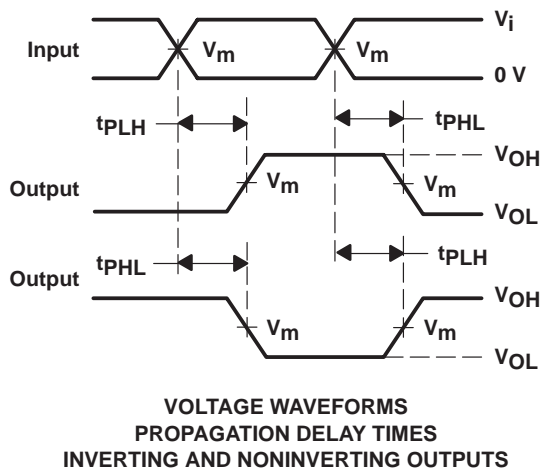 Vi
Input
Vm
Vm
0 V
tPLH
tPHL
VOH
Output
Vm
Vm
VOL
tPHL
tPLH
Output
VOH
Vm
Vm
VOL
VOLTAGE WAVEFORMS
PROPAGATION DELAY TIMES
INVERTING AND NONINVERTING OUTPUTS